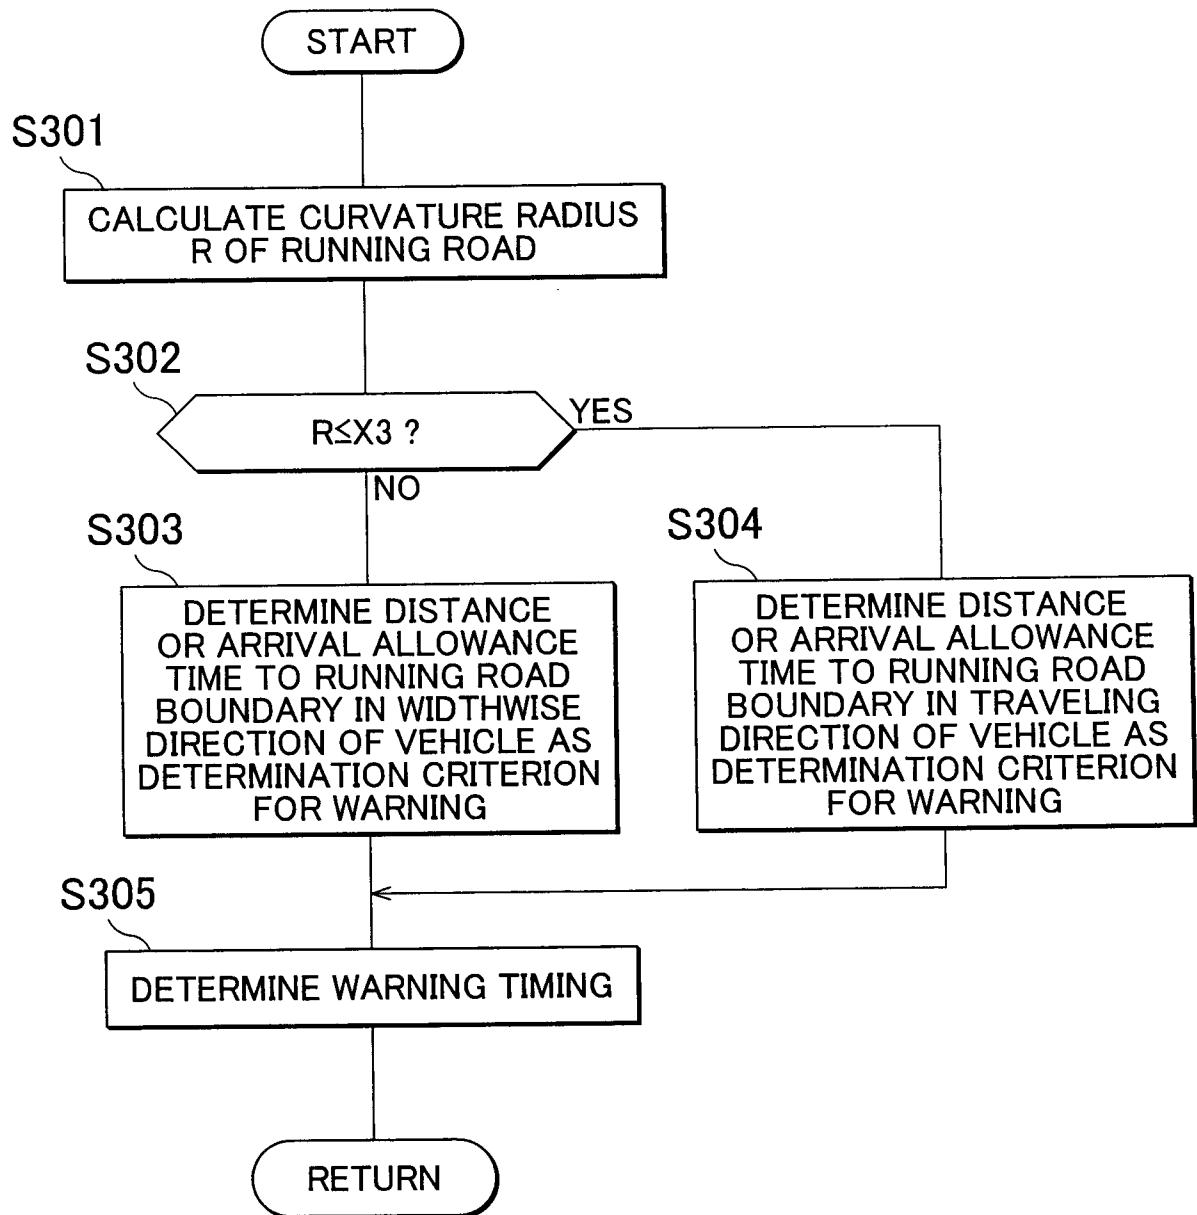 START
S301
CALCULATE CURVATURE RADIUS
R OF RUNNING ROAD
S302
R≤X3 ?
YES
NO
S303
DETERMINE DISTANCE
OR ARRIVAL ALLOWANCE
TIME TO RUNNING ROAD
BOUNDARY IN WIDTHWISE
DIRECTION OF VEHICLE AS
DETERMINATION CRITERION
FOR WARNING
S304
DETERMINE DISTANCE
OR ARRIVAL ALLOWANCE
TIME TO RUNNING ROAD
BOUNDARY IN TRAVELING
DIRECTION OF VEHICLE AS
DETERMINATION CRITERION
FOR WARNING
S305
DETERMINE WARNING TIMING
RETURN